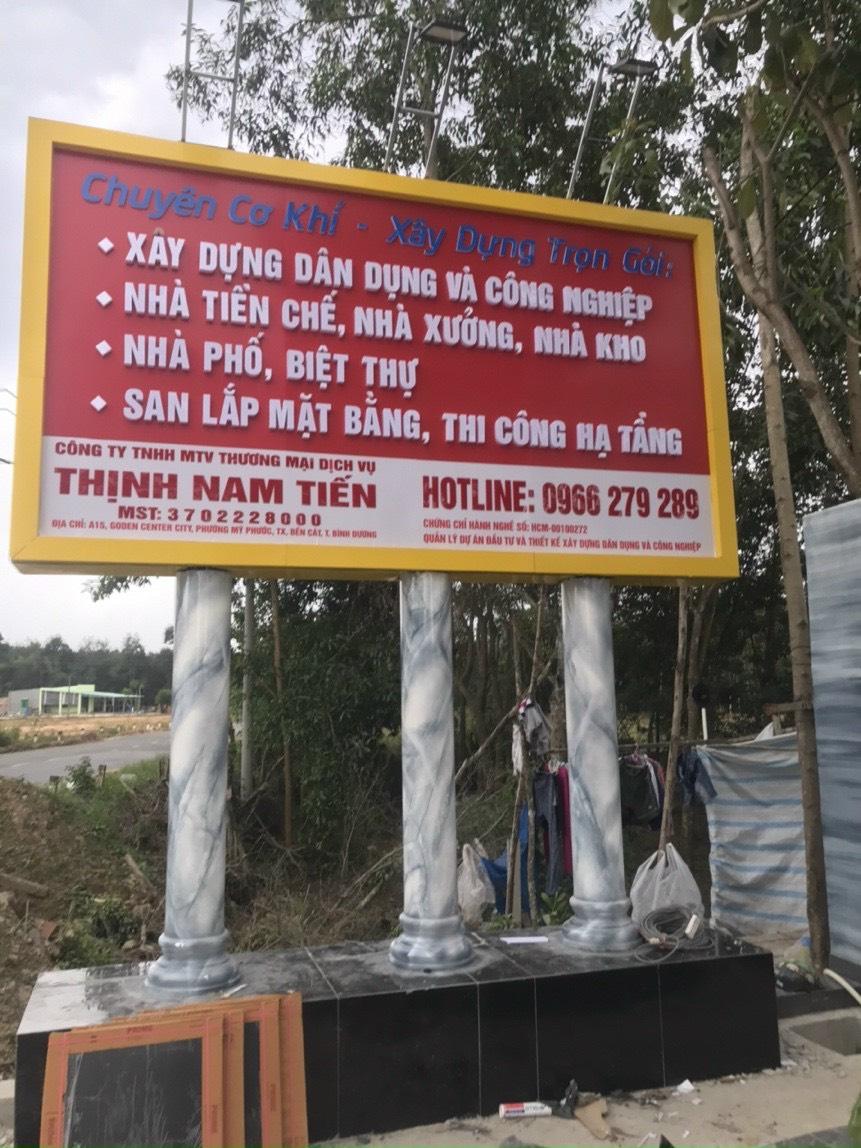 Chuyên Cơ Khí - Xây Dựng Trọn Gói:
XÂY DỰNG DÂN DỤNG VÀ CÔNG NGHIỆP
NHÀ TIỀN CHẾ, NHÀ XƯỞNG, NHÀ KHO
NHÀ PHỐ, BIỆT THỰ
SAN LẮP MẶT BẰNG, THI CÔNG HẠ TẦNG
CÔNG TY TNHH MTV THƯƠNG MẠI DỊCH VỤ
THỊNH NAM TIẾN
MST: 3702228000
ĐỊA CHỈ: A15, GODEN CENTER CITY, PHƯỜNG MỸ PHƯỚC, TX. BẾN CÁT, T. BÌNH DƯƠNG
HOTLINE: 0966 279 289
CHỨNG CHỈ HÀNH NGHỀ SỐ: HCM-00100272
QUẢN LÝ DỰ ÁN ĐẦU TƯ VÀ THIẾT KẾ XÂY DỰNG DÂN DỤNG VÀ CÔNG NGHIỆP